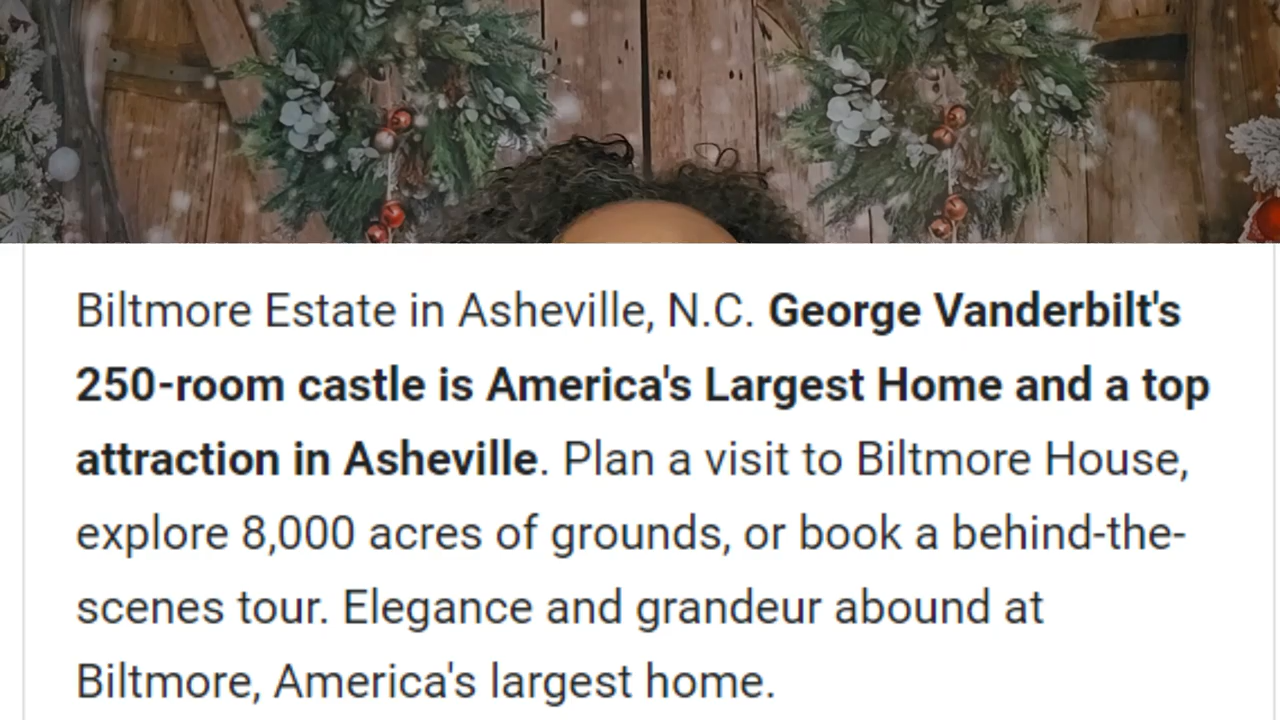 Biltmore Estate in Asheville, N.C. George Vanderbilt's
250-room castle is America's Largest Home and a top
attraction in Asheville. Plan a visit to Biltmore House,
explore 8,000 acres of grounds, or book a behind-the-
scenes tour. Elegance and grandeur abound at
Biltmore, America's largest home.